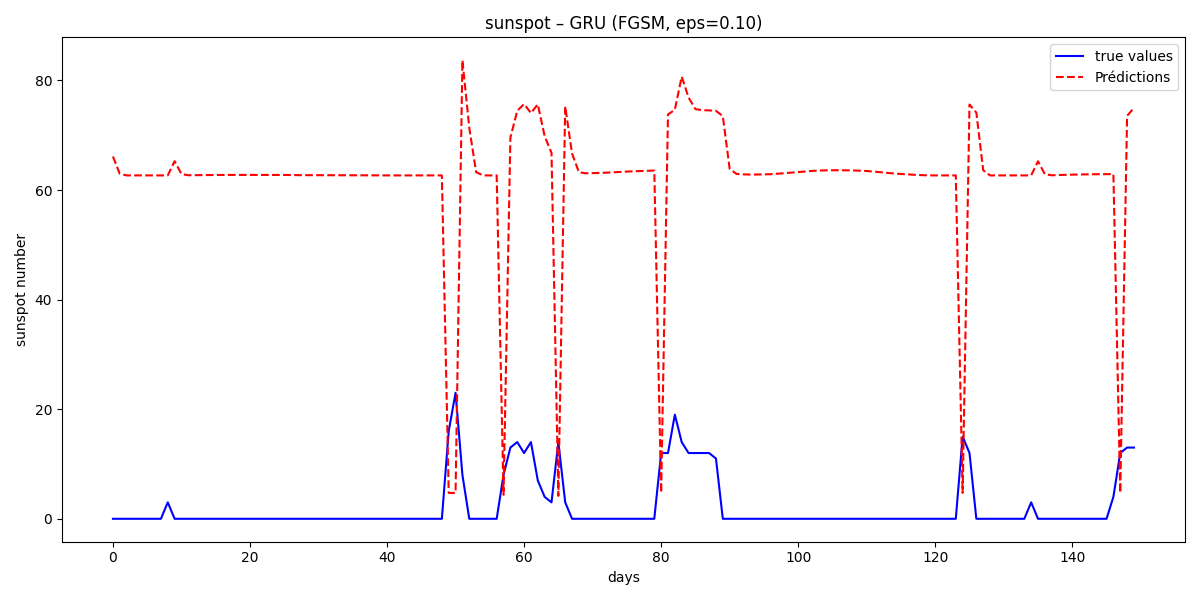 sunspot – GRU (FGSM, eps=0.10)
true values
Prédictions
sunspot number
80
60
40
20
0
0 20 40 60 80 100 120 140
days